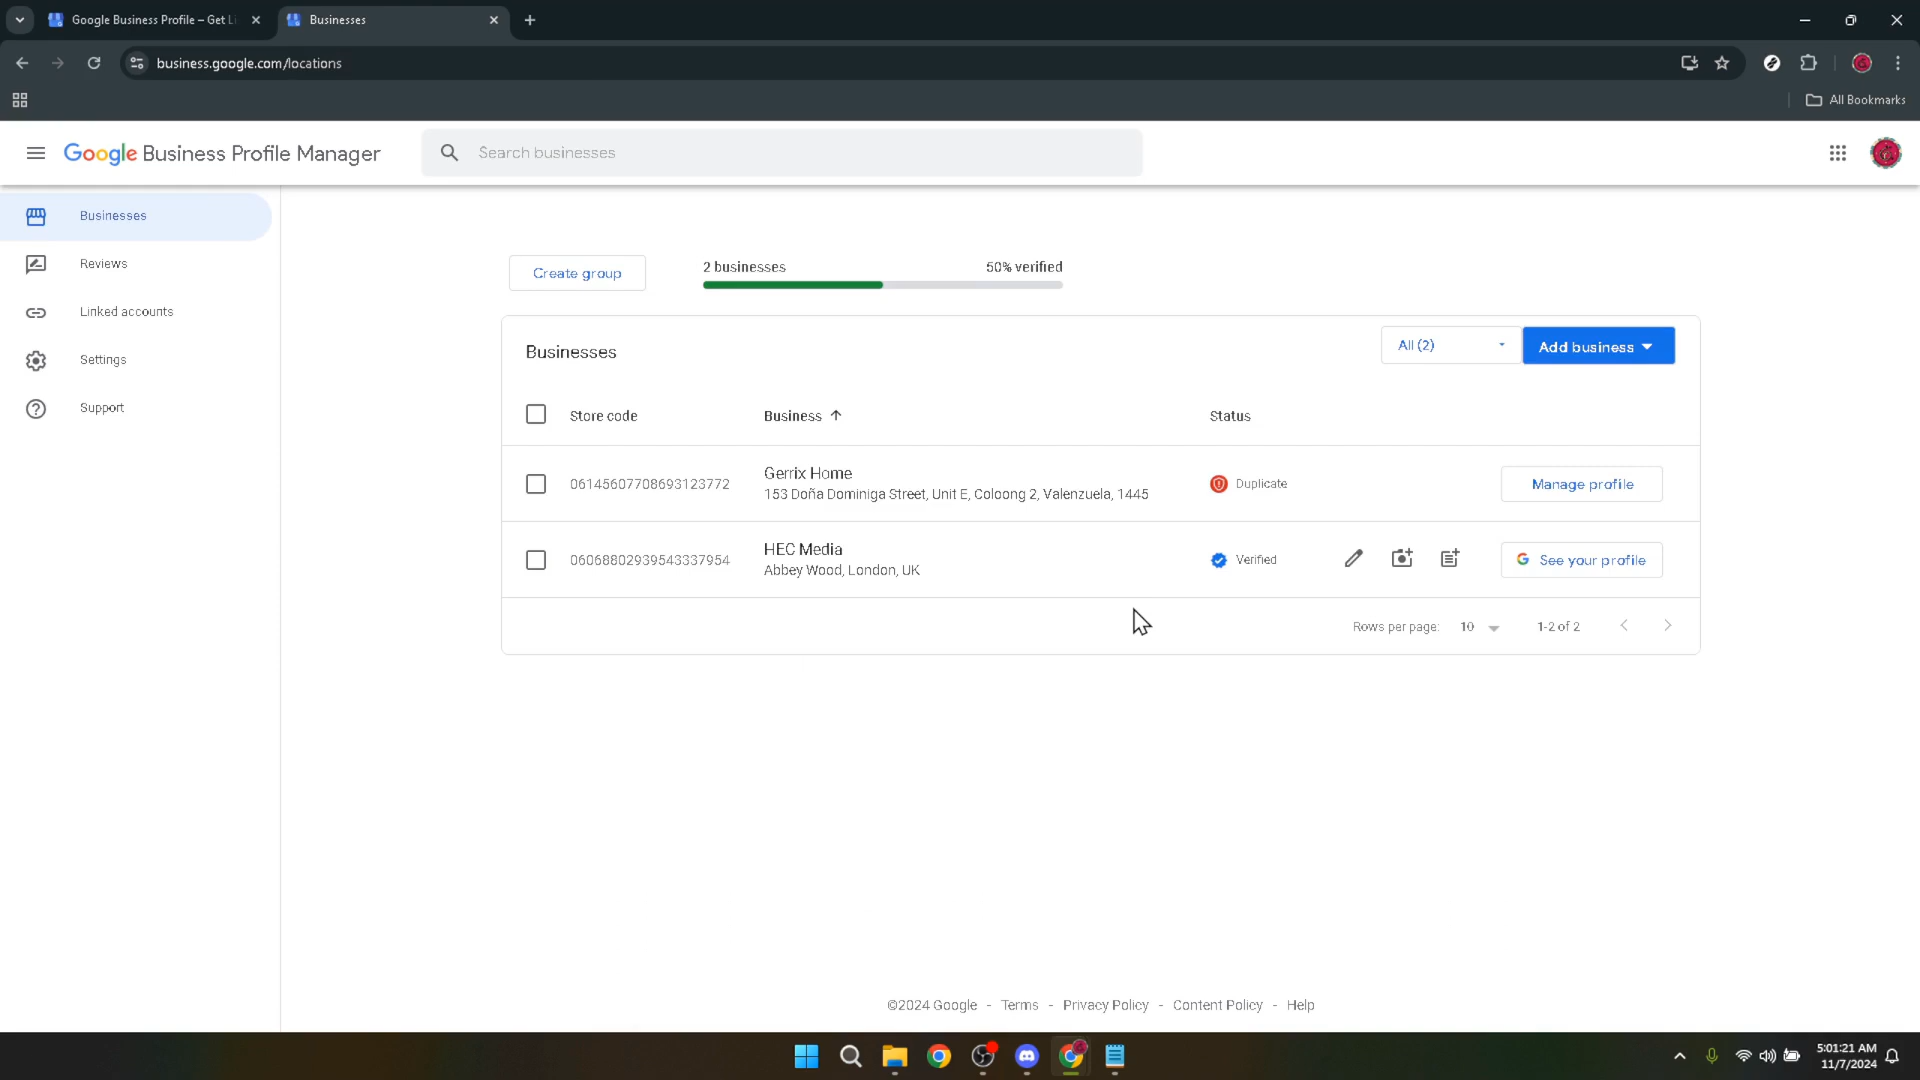 Google Business Profile – Get Li
Businesses
business.google.com/locations
All Bookmarks
Google Business Profile Manager
Search businesses
Businesses
Reviews
Linked accounts
Settings
Support
Create group
2 businesses
50% verified
Businesses
All (2)
Add business
Store code
Business
Status
06145607708693123772
Gerrix Home
153 Doña Dominiga Street, Unit E, Coloong 2, Valenzuela, 1445
Duplicate
Manage profile
06068802939543337954
HEC Media
Abbey Wood, London, UK
Verified
See your profile
Rows per page:
10
1-2 of 2
©2024 Google - Terms - Privacy Policy - Content Policy - Help
5:01:21 AM
11/7/2024